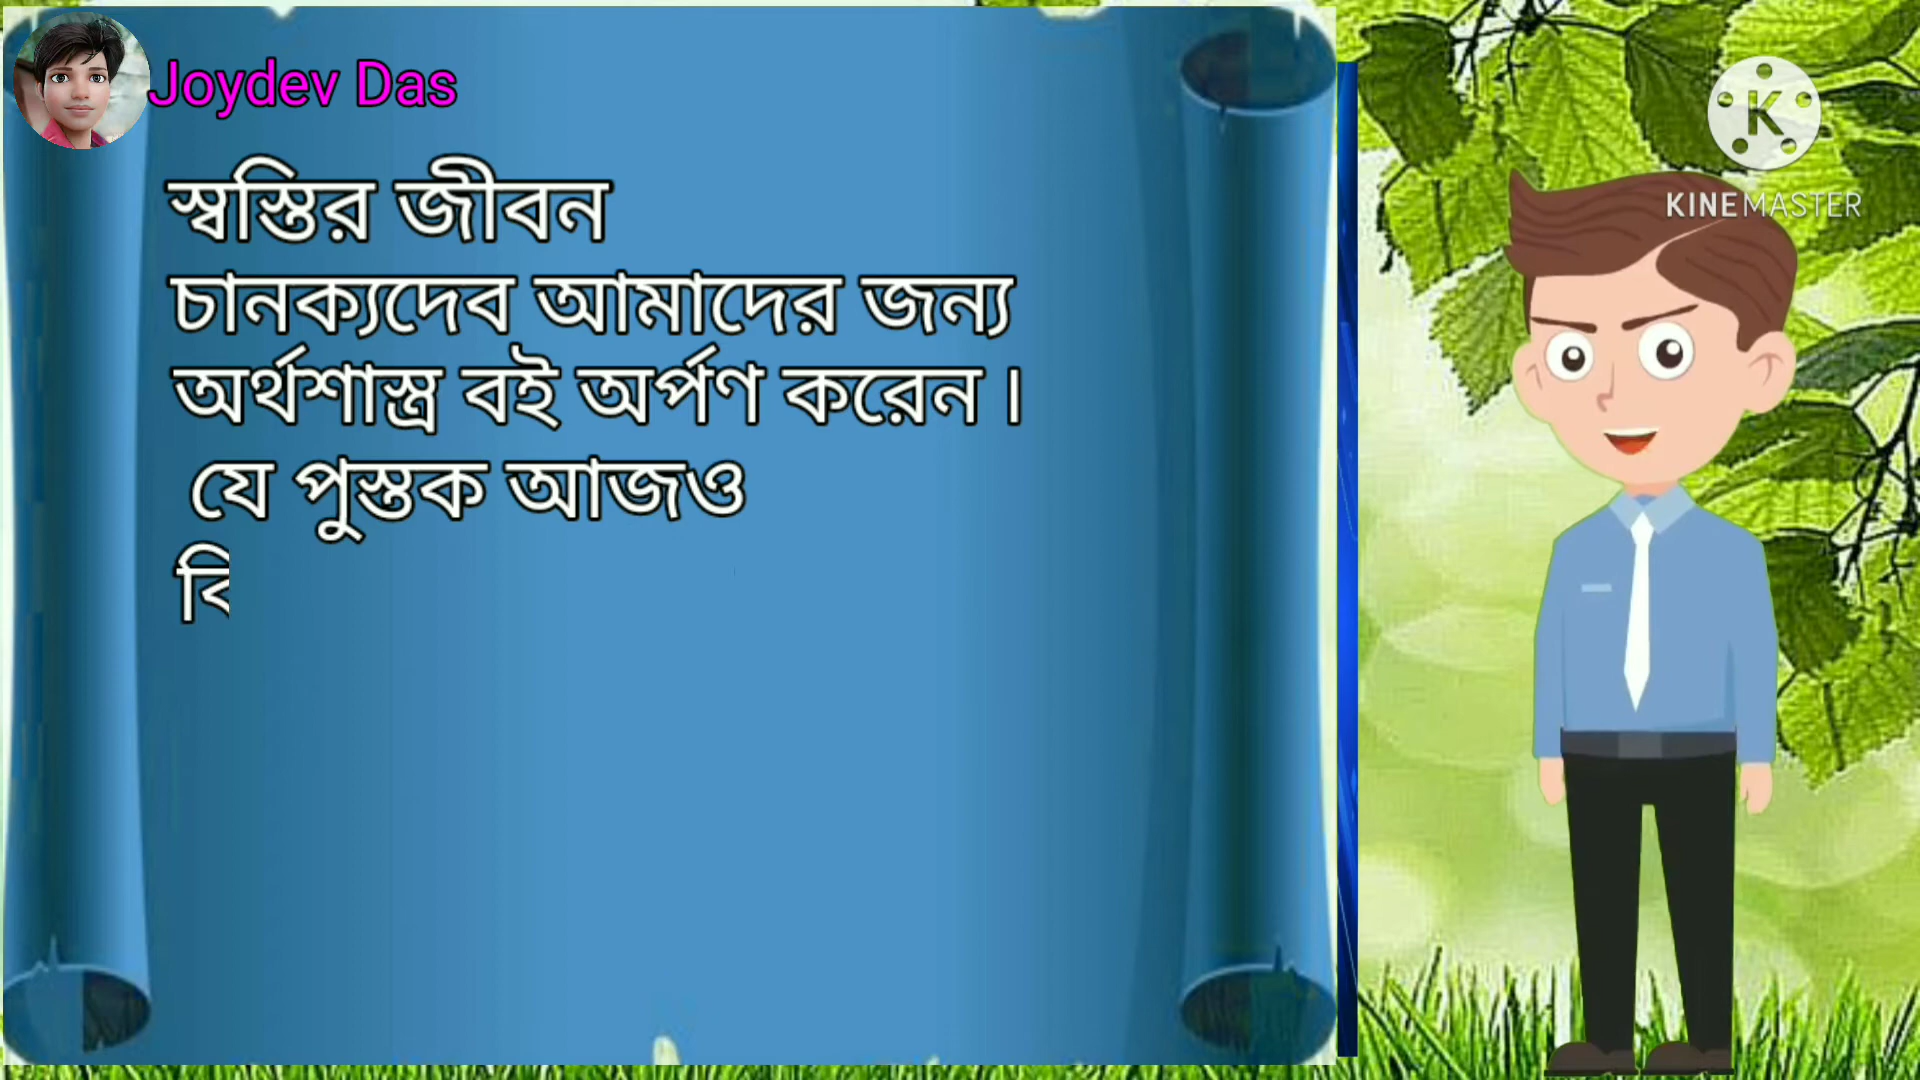 Joydev Das
স্বস্তির জীবন
চানক্যদেব আমাদের জন্য
অর্থশাস্ত্র বই অর্পণ করেন ।
যে পুস্তক আজও
K
KINEMASTER